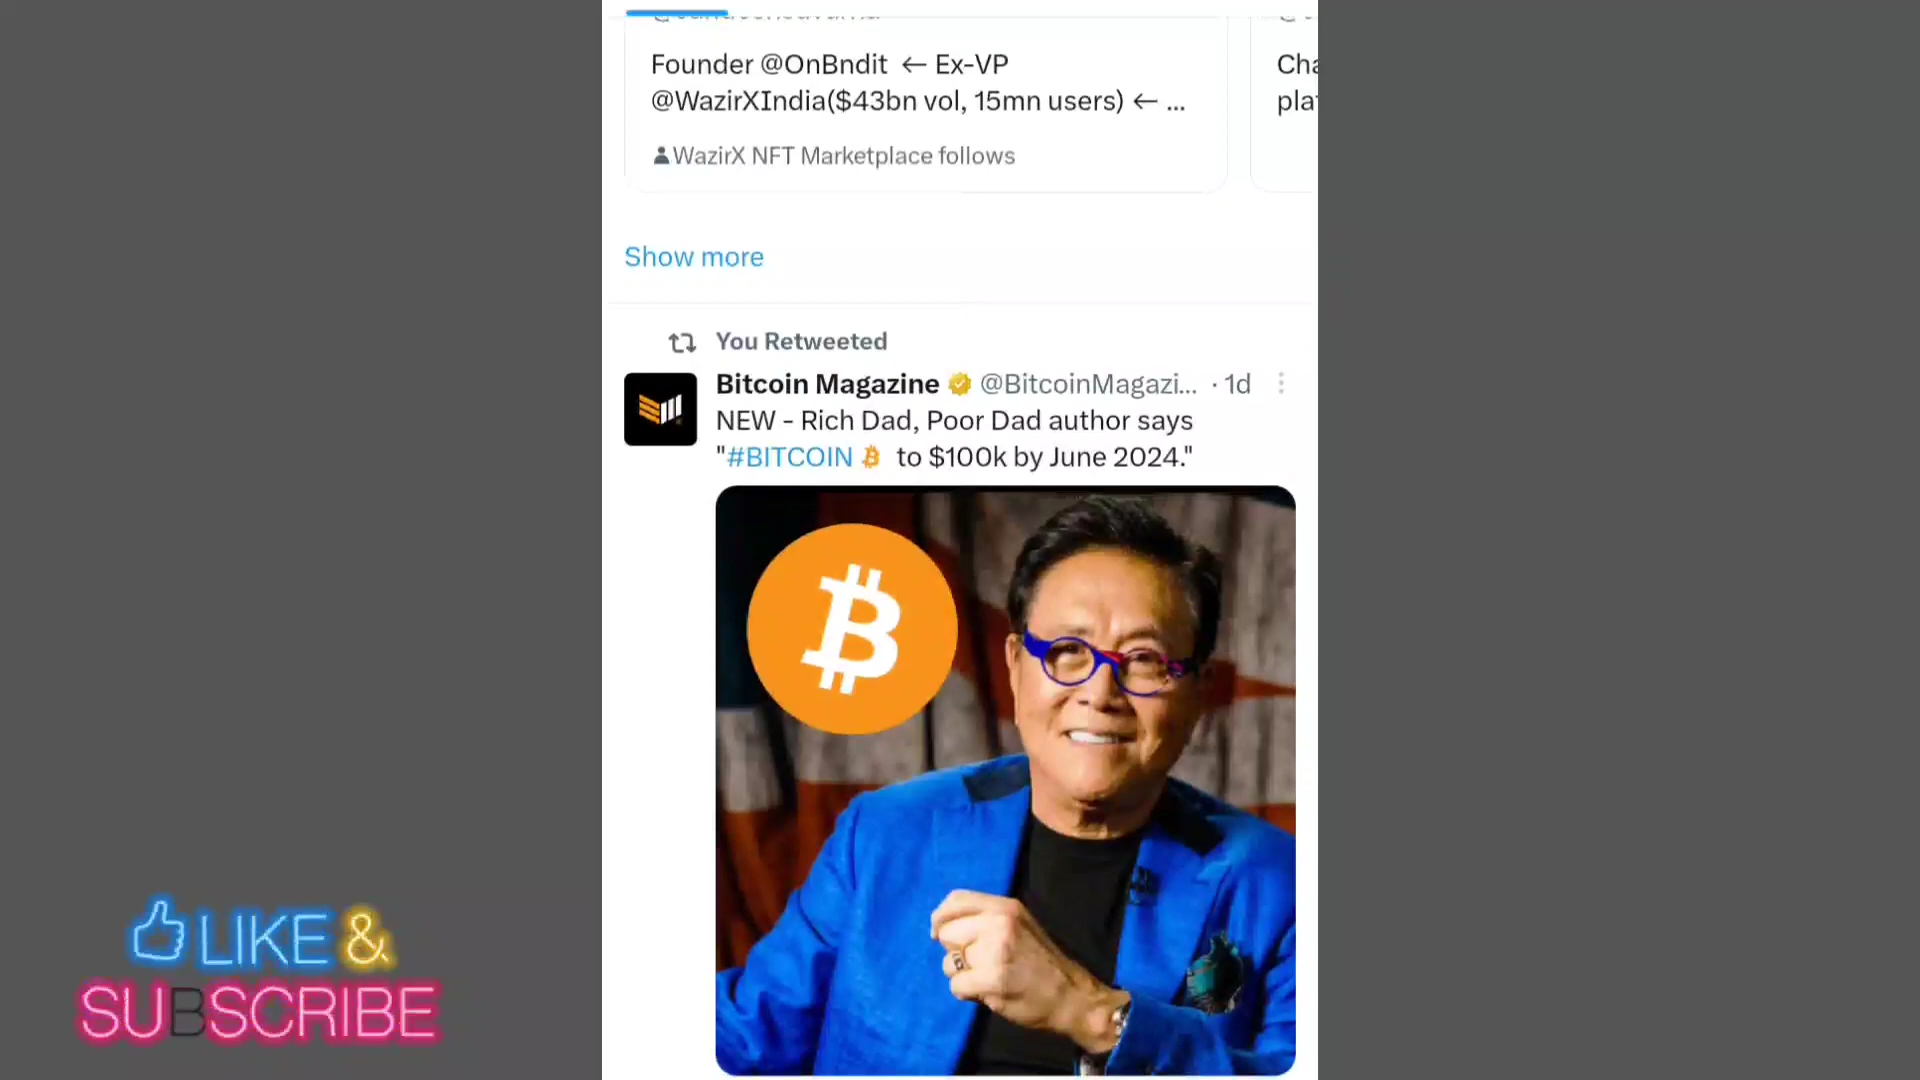 Founder @OnBndit ← Ex-VP
@WazirXIndia($43bn vol, 15mn users) ← ...
WazirX NFT Marketplace follows
Show more
You Retweeted
Bitcoin Magazine @BitcoinMagazi... · 1d
NEW - Rich Dad, Poor Dad author says
"#BITCOIN to $100k by June 2024."
LIKE &
SUBSCRIBE